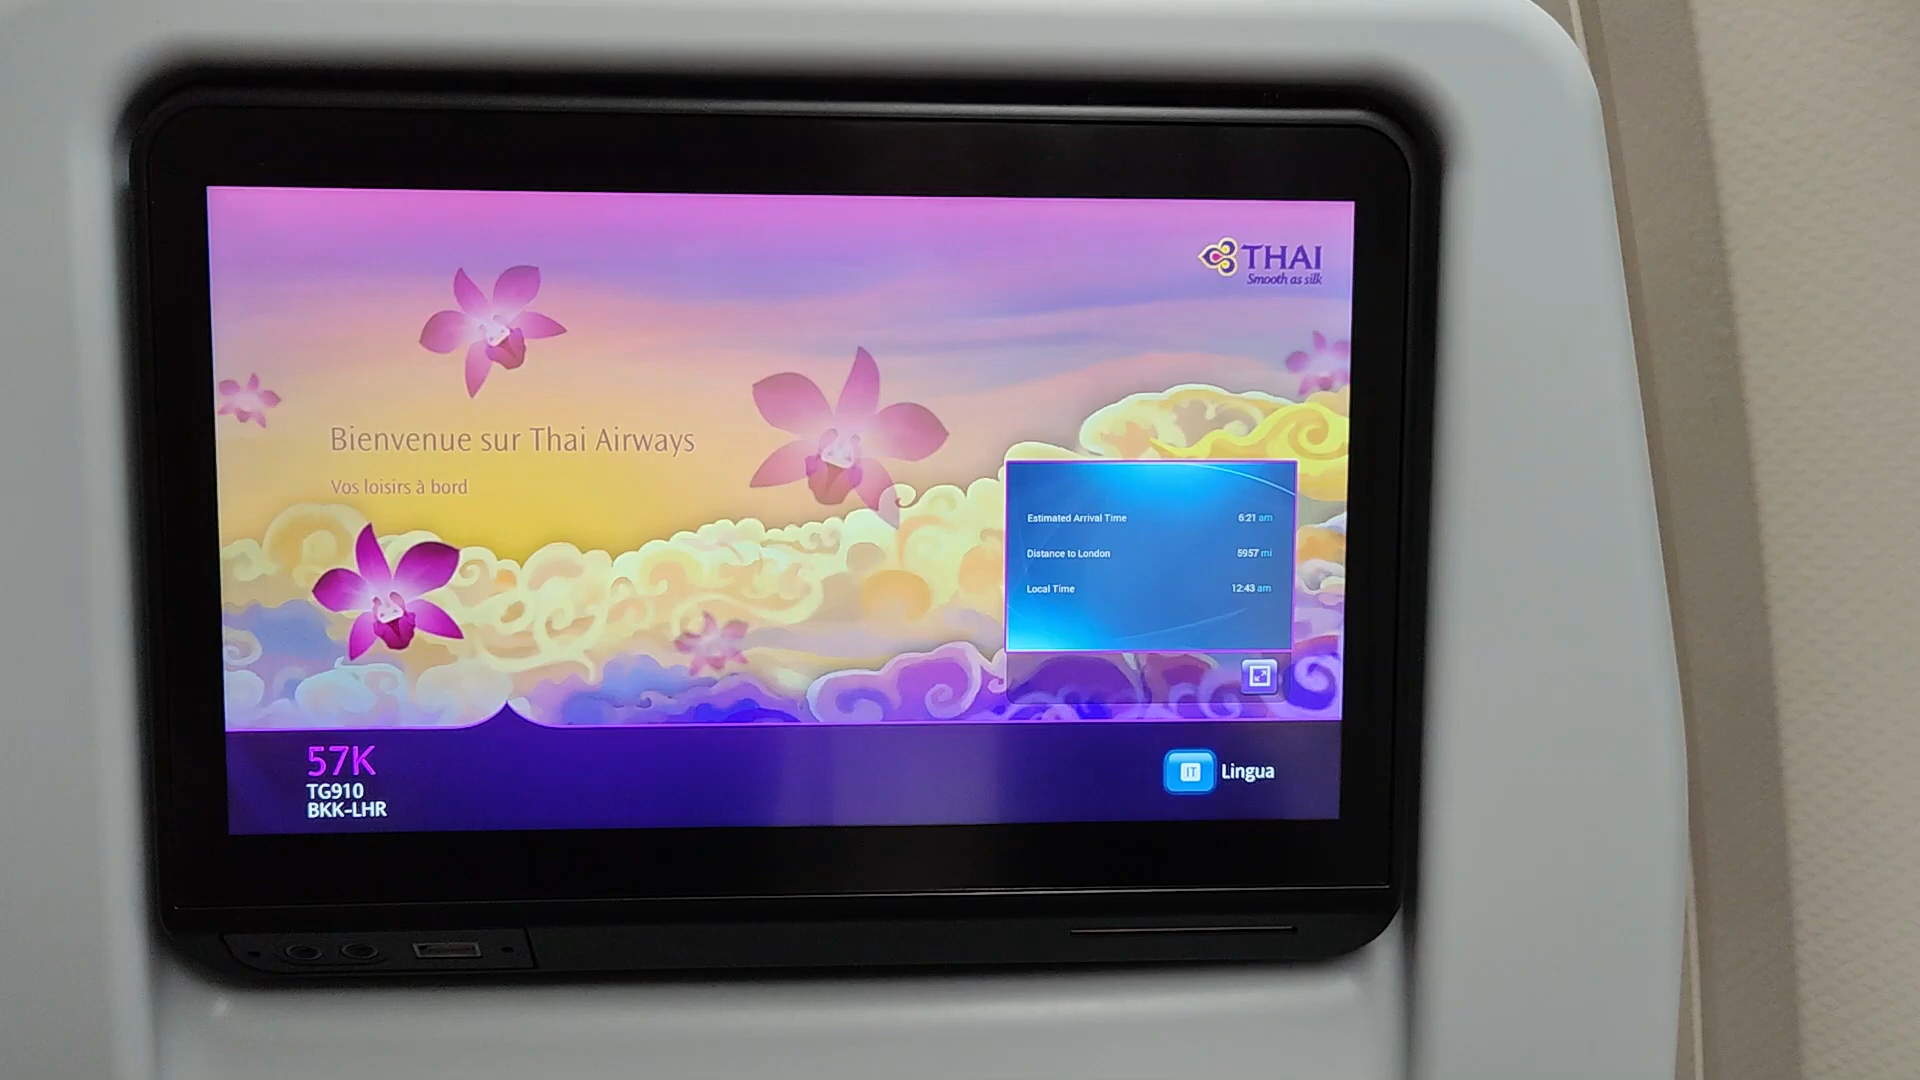 THAI
Smooth as silk
Bienvenue sur Thai Airways
Vos loisirs à bord
Estimated Arrival Time 6:21 am
Distance to London 5957 mi
Local Time 12:43 am
57K
TG910
BKK-LHR
IT Lingua